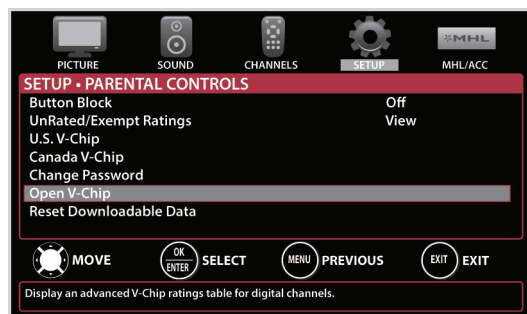 PICTURE SOUND CHANNELS SETUP MHL/ACC
MHL
SETUP • PARENTAL CONTROLS
Button Block Off
UnRated/Exempt Ratings View
U.S. V-Chip
Canada V-Chip
Change Password
Open V-Chip
Reset Downloadable Data
MOVE OK ENTER SELECT MENU PREVIOUS EXIT EXIT
Display an advanced V-Chip ratings table for digital channels.